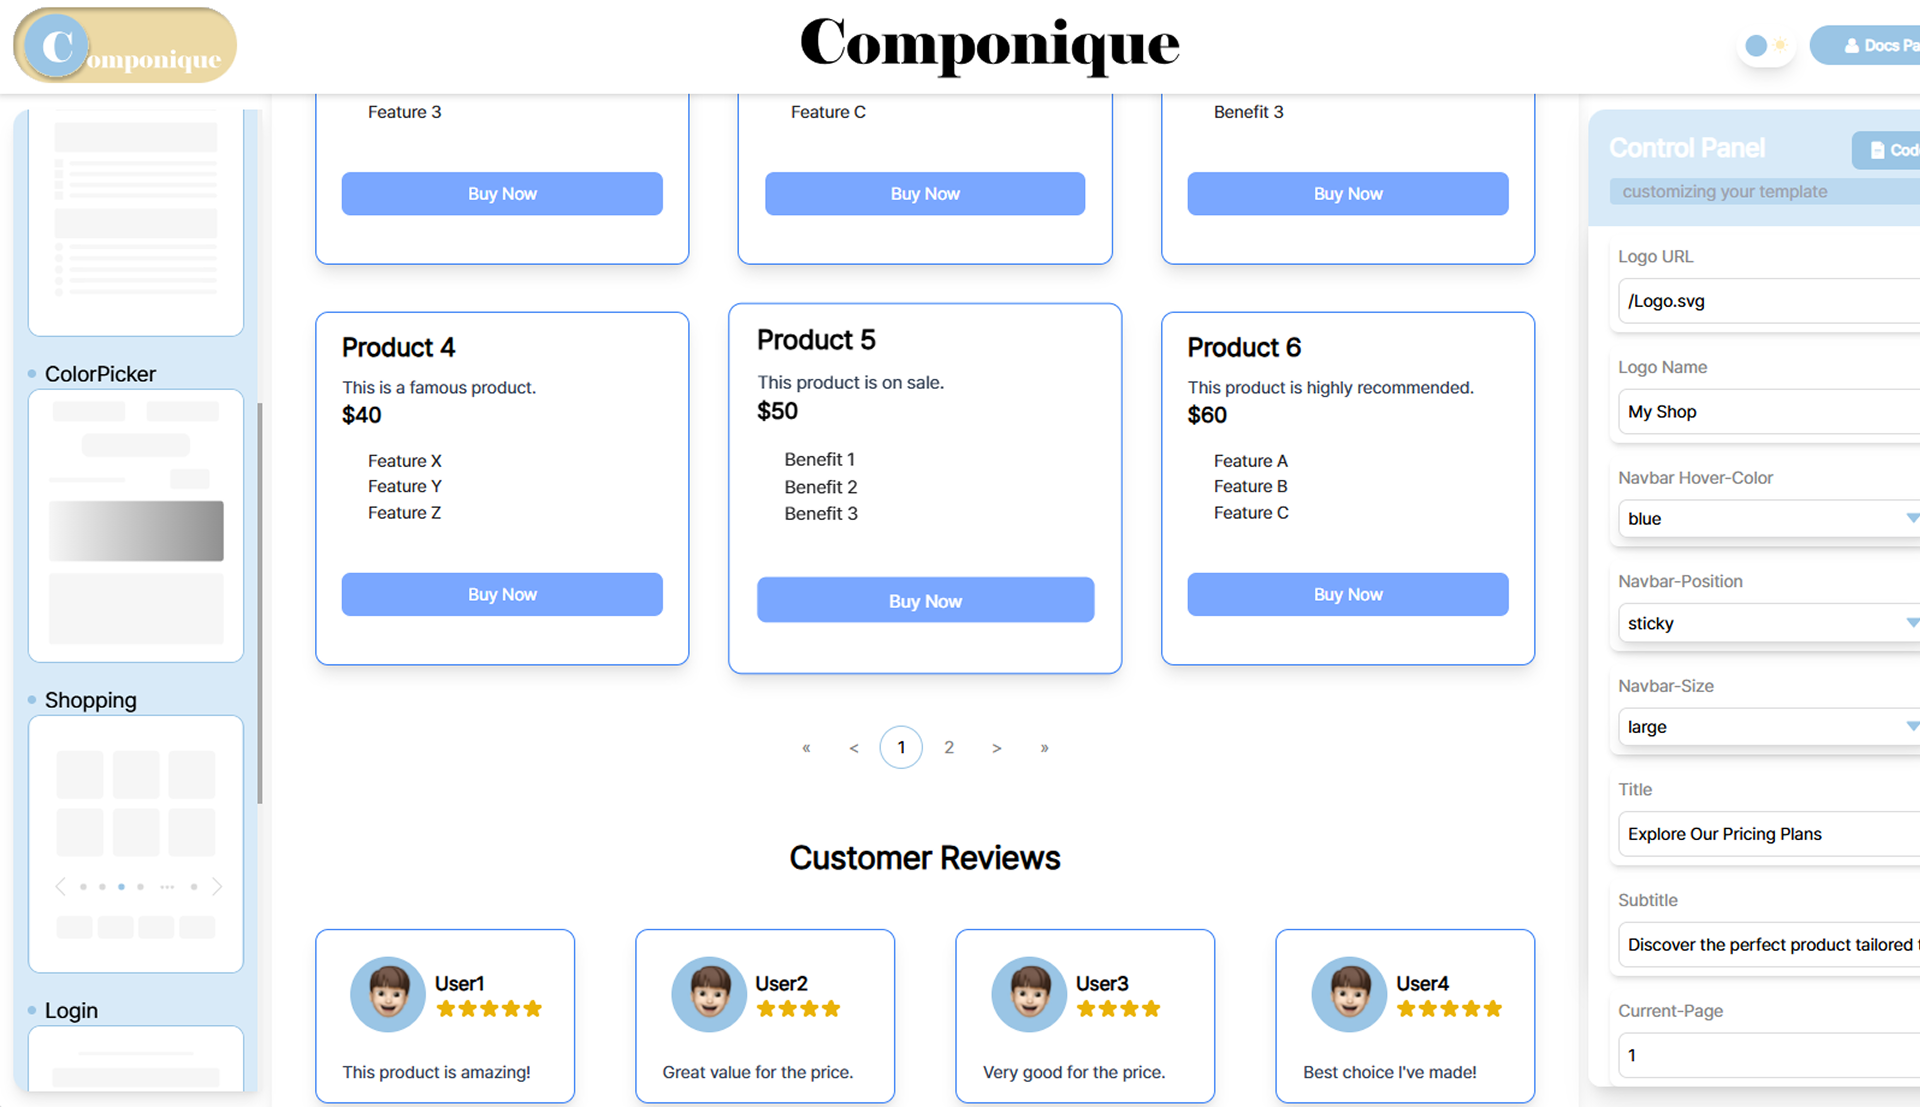 Componique
Componique
Docs Pa
Feature 3
Feature C
Benefit 3
Buy Now
Buy Now
Buy Now
Product 4
This is a famous product.
$40
Feature X
Feature Y
Feature Z
Buy Now
Product 5
This product is on sale.
$50
Benefit 1
Benefit 2
Benefit 3
Buy Now
Product 6
This product is highly recommended.
$60
Feature A
Feature B
Feature C
Buy Now
« < 1 2 > »
Customer Reviews
User1
This product is amazing!
User2
Great value for the price.
User3
Very good for the price.
User4
Best choice I've made!
ColorPicker
Shopping
Login
Control Panel
Code
customizing your template
Logo URL
/Logo.svg
Logo Name
My Shop
Navbar Hover-Color
blue
Navbar-Position
sticky
Navbar-Size
large
Title
Explore Our Pricing Plans
Subtitle
Discover the perfect product tailored t
Current-Page
1